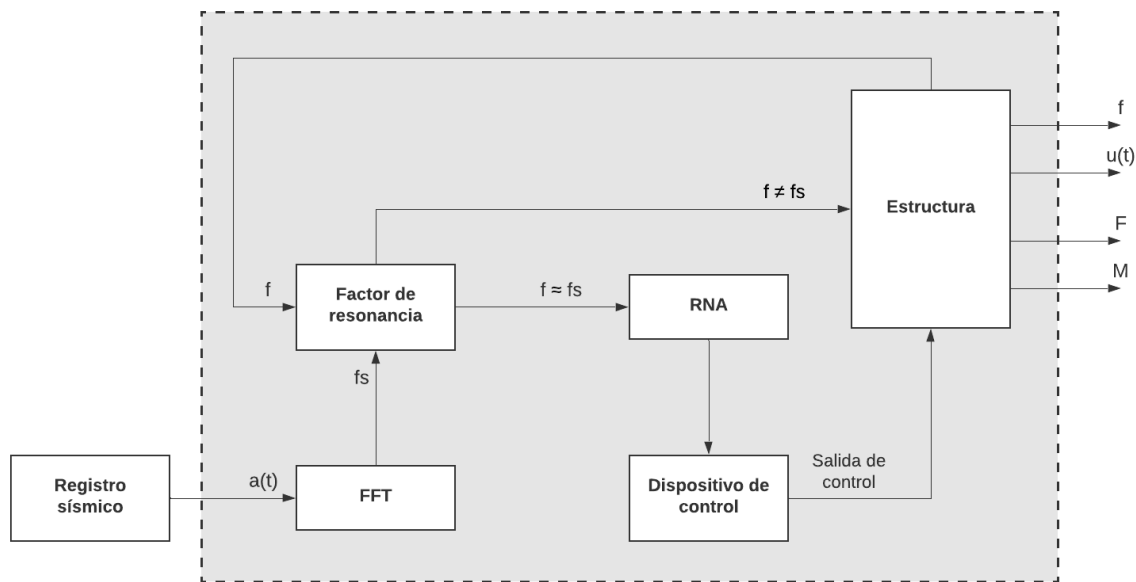 f
u(t)
f ≠ fs
Estructura
F
M
f
Factor de
resonancia
f ≈ fs
RNA
fs
Registro
sísmico
a(t)
FFT
Dispositivo de
control
Salida de
control